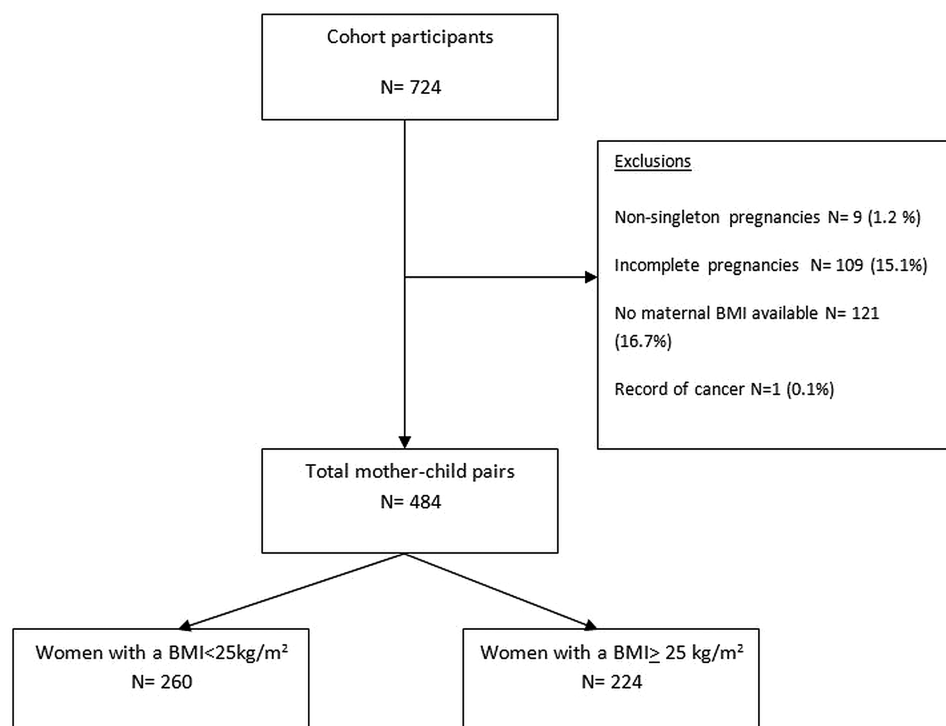 Cohort participants
N= 724
Exclusions
Non-singleton pregnancies N= 9 (1.2 %)
Incomplete pregnancies N= 109 (15.1%)
No maternal BMI available N= 121
(16.7%)
Record of cancer N=1 (0.1%)
Total mother-child pairs
N= 484
Women with a BMI<25kg/m²
N= 260
Women with a BMI≥ 25 kg/m²
N= 224